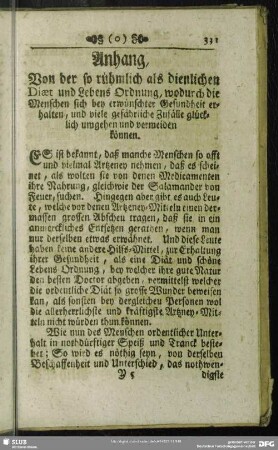 (o) 331
Anhang,
Von der so rühmlich als dienlichen
Diæt und Lebens Ordnung, wodurch die
Menschen sich bey erwünschter Gesundheit er-
halten, und viele gefährliche Zufälle glück-
lich umgehen und vermeiden
können.
ES ist bekannt, daß manche Menschen so offt
und vielmal Artzeney nehmen, daß es schei-
net, als wolten sie von denen Medicamenten
ihre Nahrung, gleichwie der Salamander von
Feuer, suchen. Hingegen aber gibt es auch Leu-
te, welche vor denen Artzeney-Mitteln einen der-
massen grossen Abscheu tragen, daß sie in ein
Entsetzen gerathen, wenn man
nur derselben etwas erwähnet. Und diese Leute
haben keine andere Hilfs-Mittel, zur Erhaltung
ihrer Gesundheit, als eine Diät und schöne
Lebens Ordnung, bey welcher ihre gute Natur
den besten Doctor abgeben, vermittelst welcher
die ordentliche Diät so grosse Wunder beweisen
kan, als sonsten bey dergleichen Personen wol
die allerherrlichste und kräftigste Artzney-Mit-
teln nicht würden thun können.
Wie nun des Menschen ordentlicher Unter-
halt in nothdürftiger Speiß und Tranck beste-
het; So wird es nöthig seyn, von derselben
Beschaffenheit und Unterschied, das nothwen-
Y 5 digste
SLUB